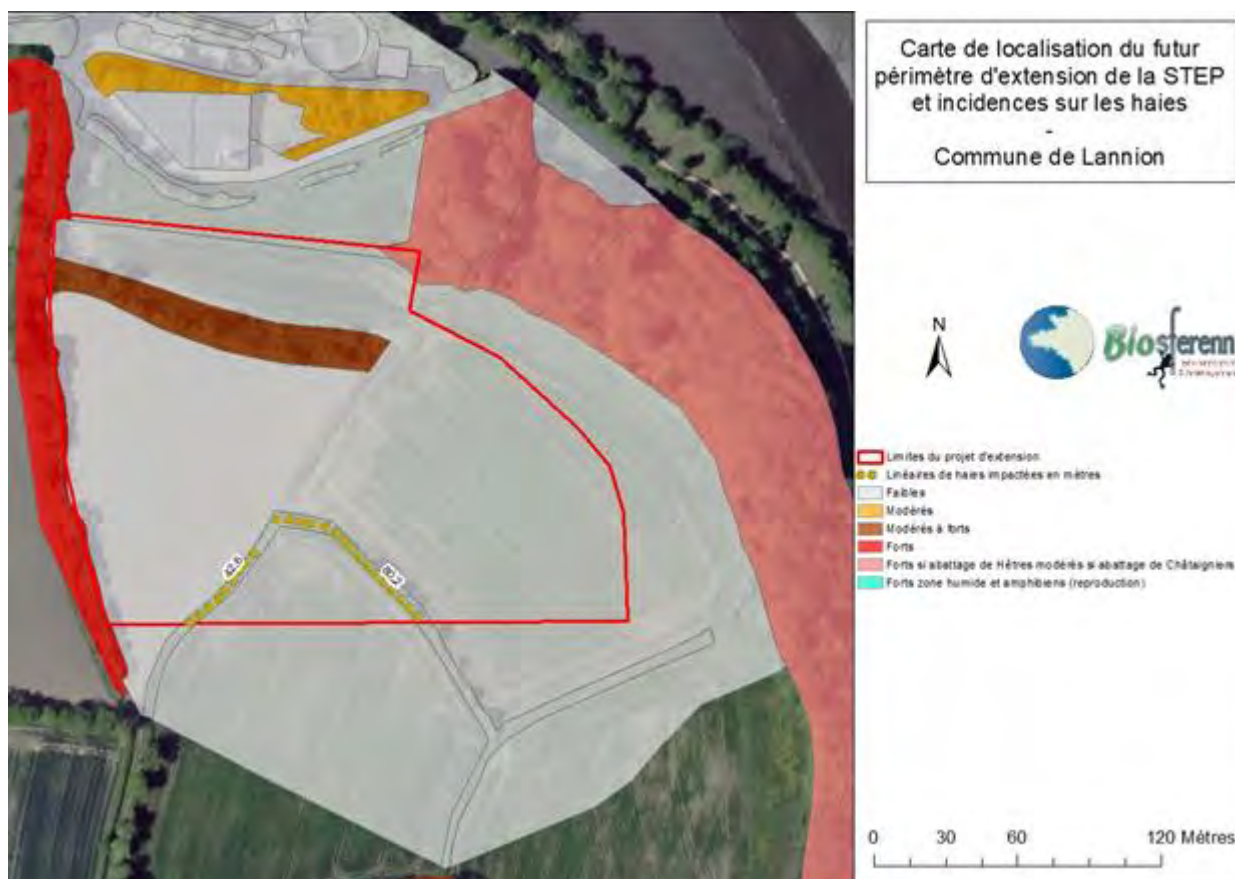 Carte de localisation du futur
périmètre d'extension de la STEP
et incidences sur les haies
-
Commune de Lannion
N
Biosferenn
Limites du projet d'extension
Linéaires de haies impactées en mètres
Faibles
Modérés
Modérés à forts
Forts
Forts si abattage de Hêtres modérés si abattage de Châtaigniers
Forts zone humide et amphibiens (reproduction)
0 30 60 120 Mètres